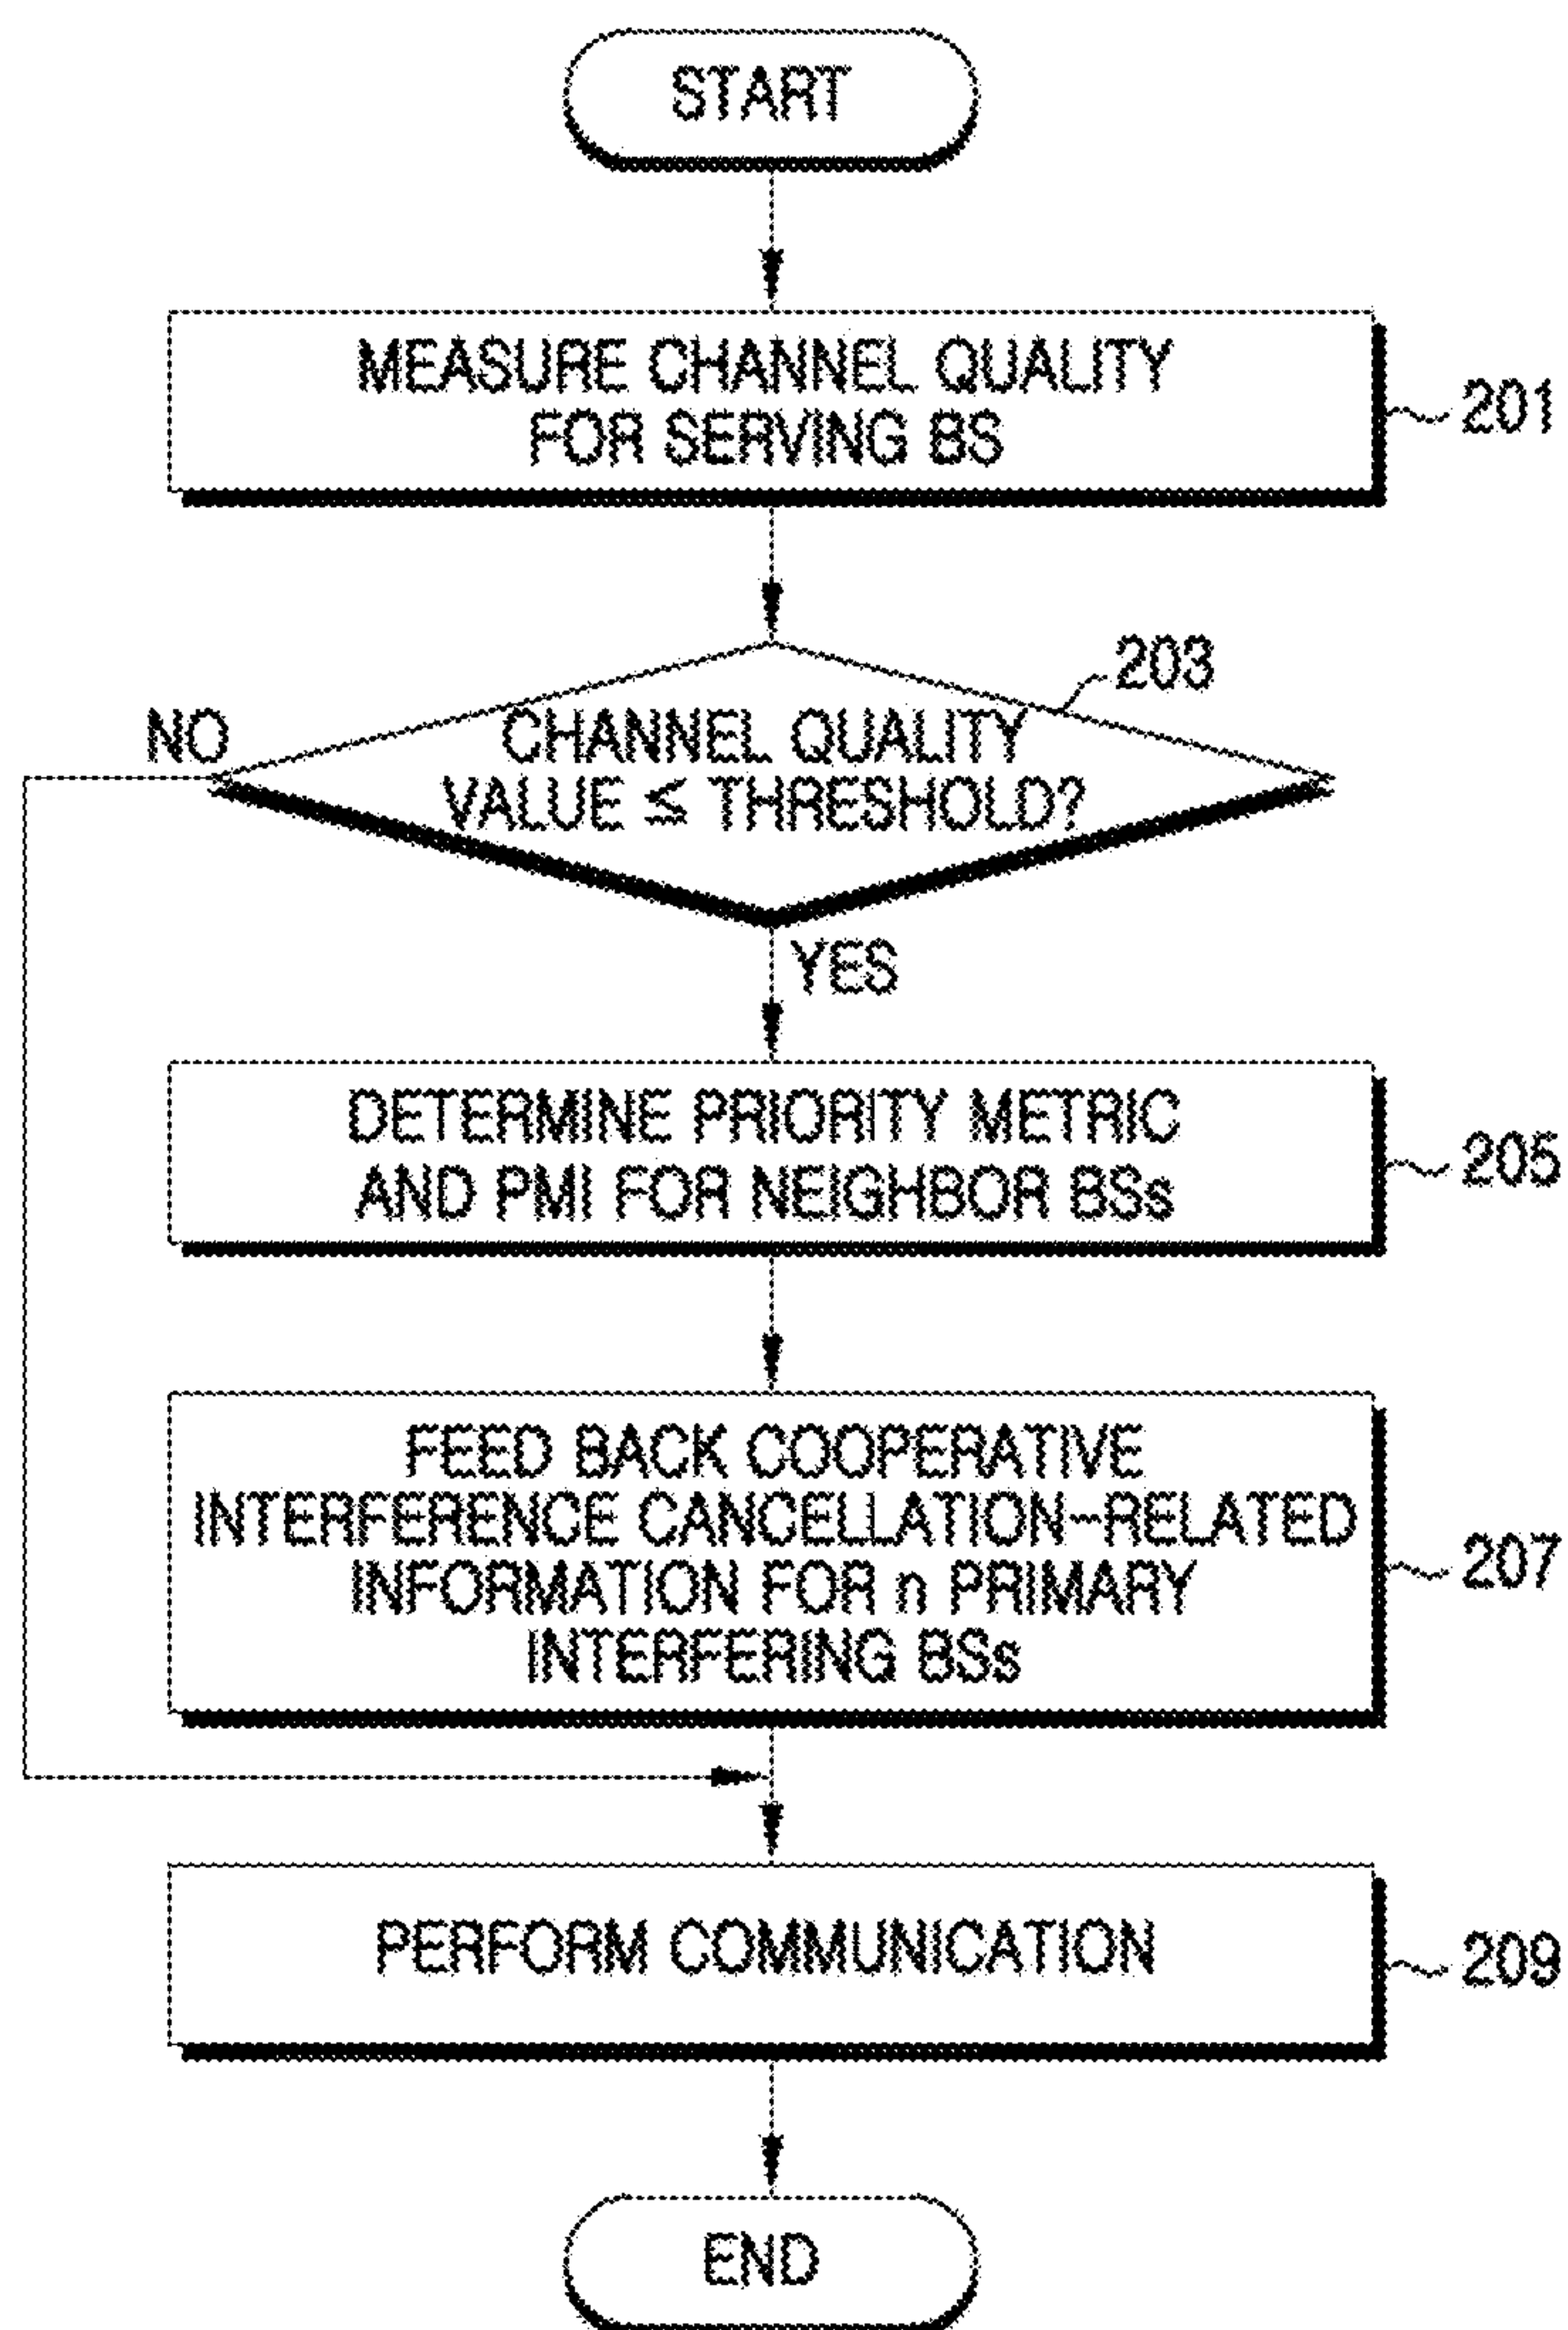 START
MEASURE CHANNEL QUALITY
FOR SERVING BS
201
203
NO
CHANNEL QUALITY
VALUE ≤ THRESHOLD?
YES
DETERMINE PRIORITY METRIC
AND PMI FOR NEIGHBOR BSs
205
FEED BACK COOPERATIVE
INTERFERENCE CANCELLATION-RELATED
INFORMATION FOR n PRIMARY
INTERFERING BSs
207
PERFORM COMMUNICATION
209
END